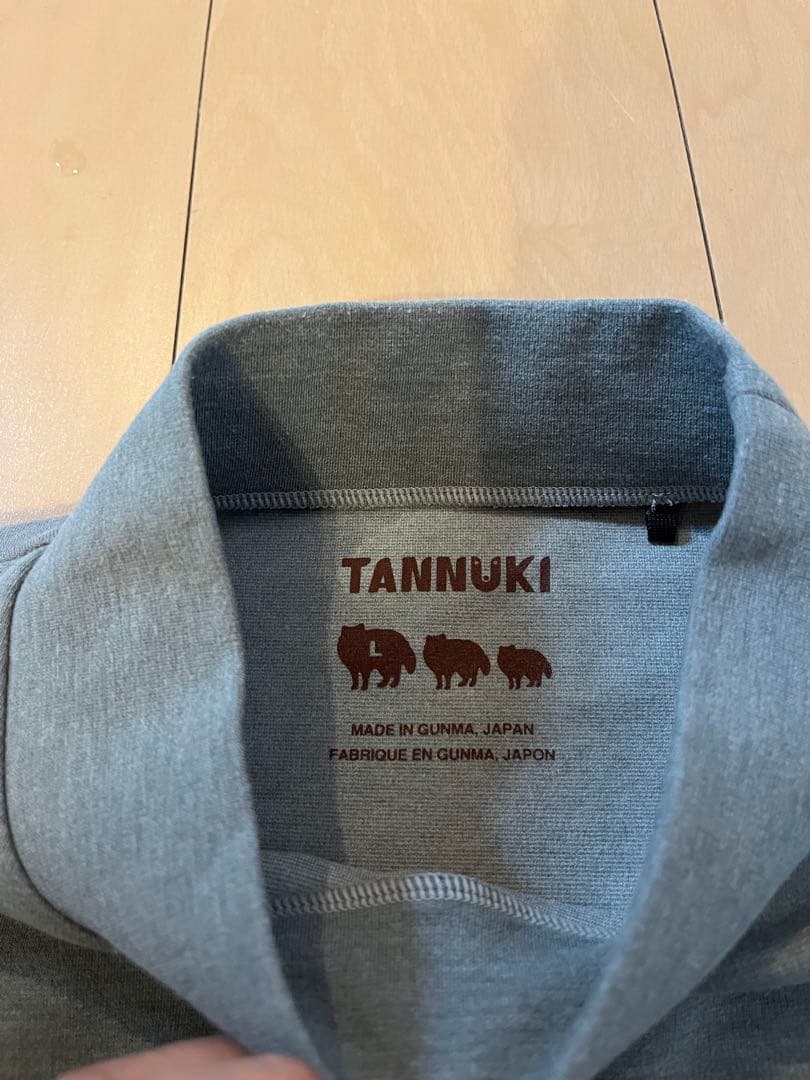 TANNUKI
L
MADE IN GUNMA, JAPAN
FABRIQUE EN GUNMA, JAPON